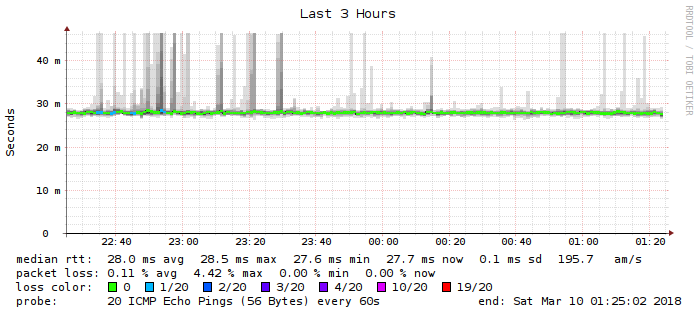 Last 3 Hours
RRDTOOL / TOBI OETIKER
Seconds
40 m
30 m
20 m
10 m
0
22:40 23:00 23:20 23:40 00:00 00:20 00:40 01:00 01:20
median rtt: 28.0 ms avg 28.5 ms max 27.6 ms min 27.7 ms now 0.1 ms sd 195.7 am/s
packet loss: 0.11 % avg 4.42 % max 0.00 % min 0.00 % now
loss color: 0 1/20 2/20 3/20 4/20 10/20 19/20
probe: 20 ICMP Echo Pings (56 Bytes) every 60s end: Sat Mar 10 01:25:02 2018